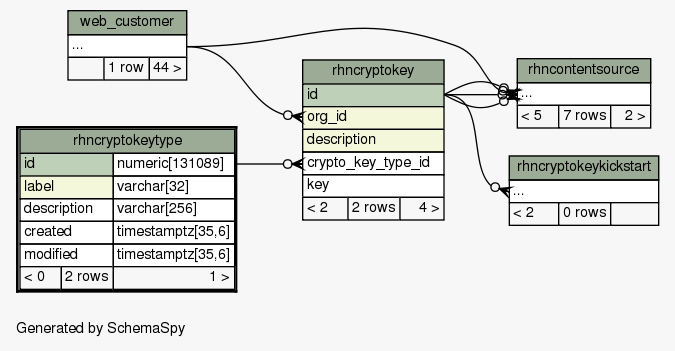 web_customer
...
1 row 44 >
rhncryptokeytype
id numeric[131089]
label varchar[32]
description varchar[256]
created timestamptz[35,6]
modified timestamptz[35,6]
< 0 2 rows 1 >
rhncryptokey
id
org_id
description
crypto_key_type_id
key
< 2 2 rows 4 >
rhncontentsource
...
< 5 7 rows 2 >
rhncryptokeykickstart
...
< 2 0 rows
Generated by SchemaSpy